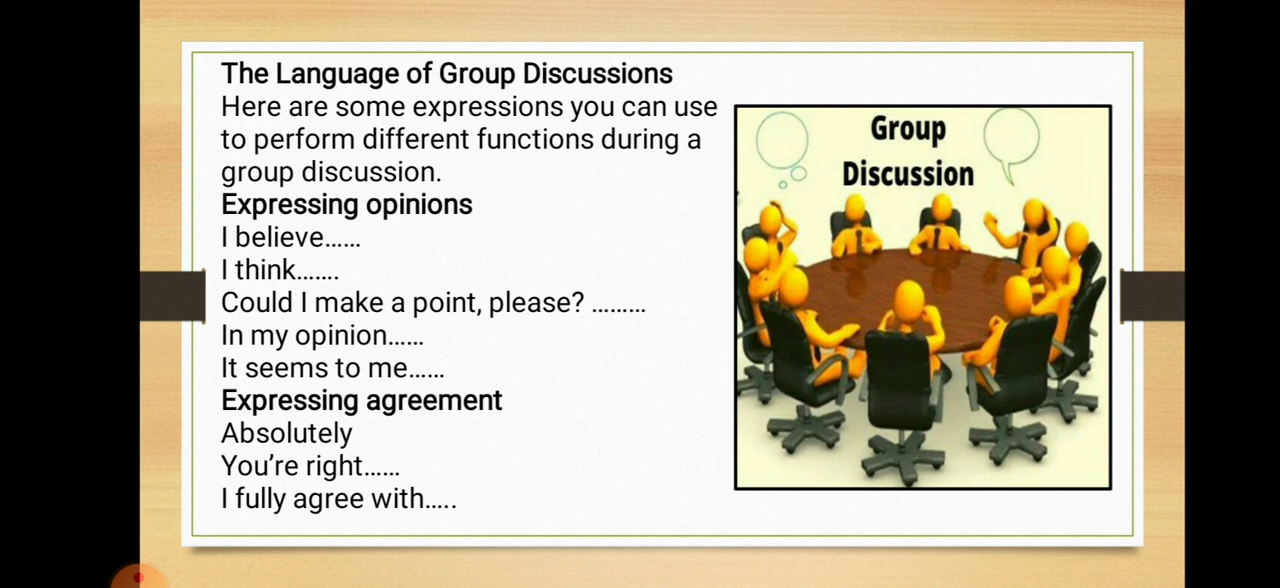 The Language of Group Discussions
Here are some expressions you can use
to perform different functions during a
group discussion.
Expressing opinions
I believe……
I think…….
Could I make a point, please? ………
In my opinion……
It seems to me……
Expressing agreement
Absolutely
You’re right……
I fully agree with…..
Group
Discussion